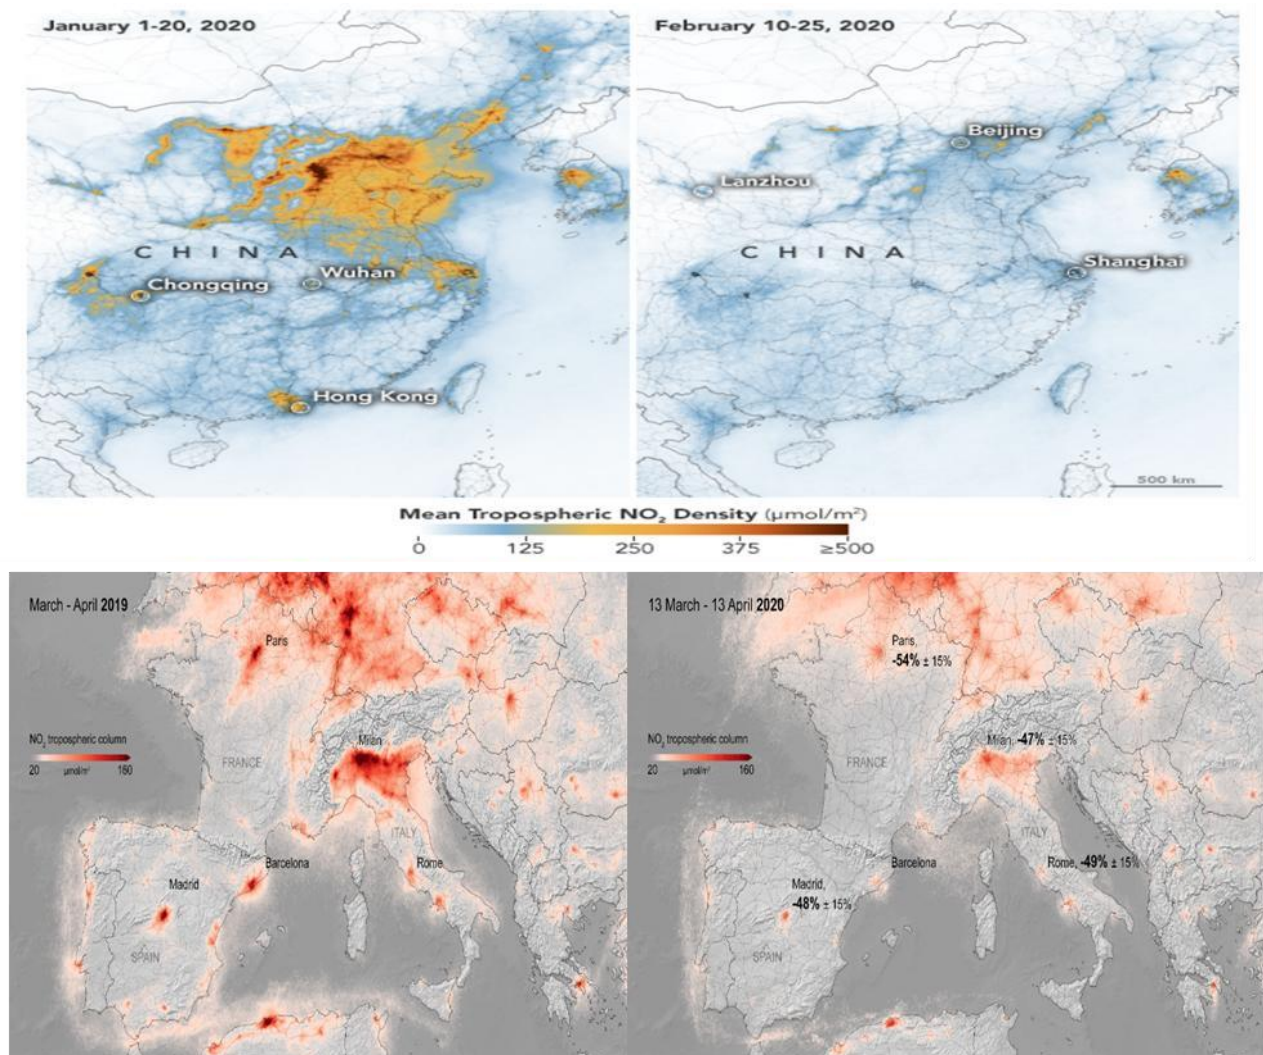 January 1-20, 2020
CHINA
Chongqing
Wuhan
Hong Kong
February 10-25, 2020
Beijing
Lanzhou
CHINA
Shanghai
500 km
Mean Tropospheric NO₂ Density (µmol/m²)
0 125 250 375 ≥500
March - April 2019
Paris
NO₂ tropospheric column
20 µmol/m² 160
FRANCE
Milan
ITALY
Barcelona
Rome
Madrid
SPAIN
13 March - 13 April 2020
Paris,
-54% ± 15%
NO₂ tropospheric column
20 µmol/m² 160
FRANCE
Milan, -47% ± 15%
ITALY
Barcelona
Rome, -49% ± 15%
Madrid,
-48% ± 15%
SPAIN